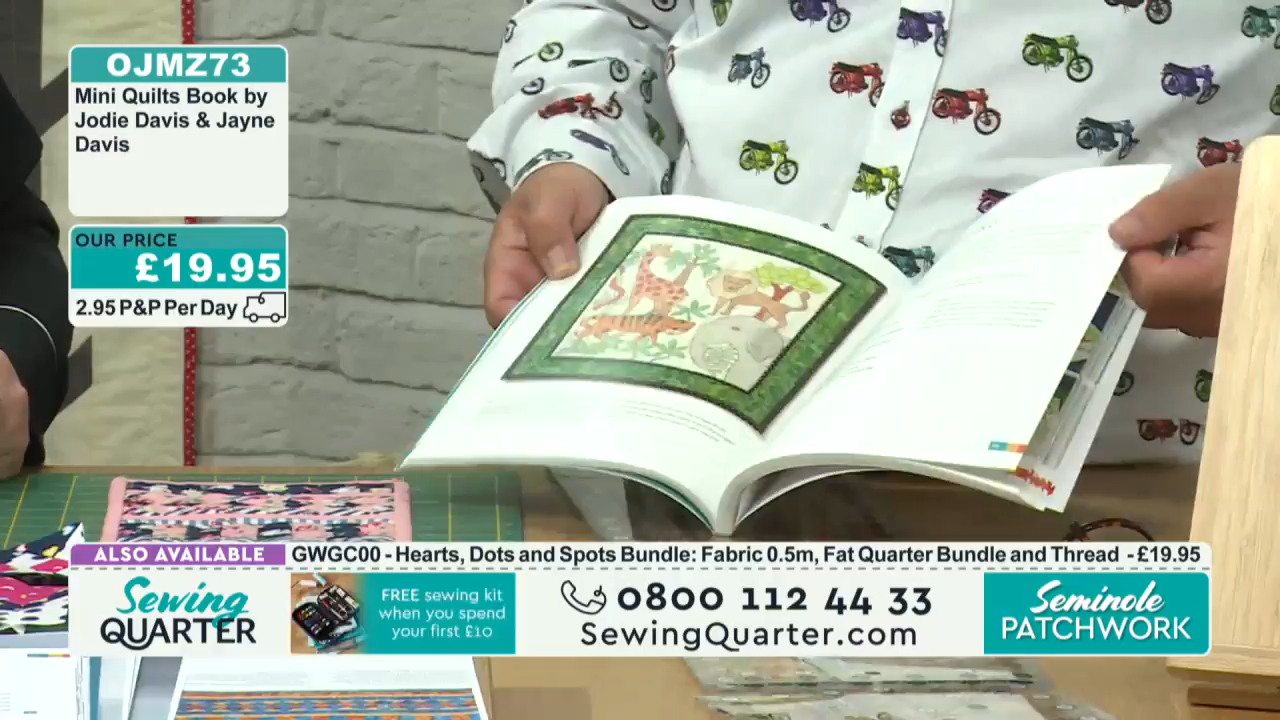 OJMZ73
Mini Quilts Book by
Jodie Davis & Jayne
Davis
OUR PRICE
£19.95
2.95 P&P Per Day
ALSO AVAILABLE
GWGC00 - Hearts, Dots and Spots Bundle: Fabric 0.5m, Fat Quarter Bundle and Thread - £19.95
Sewing
QUARTER
FREE sewing kit
when you spend
your first £10
0800 112 44 33
SewingQuarter.com
Seminole
PATCHWORK